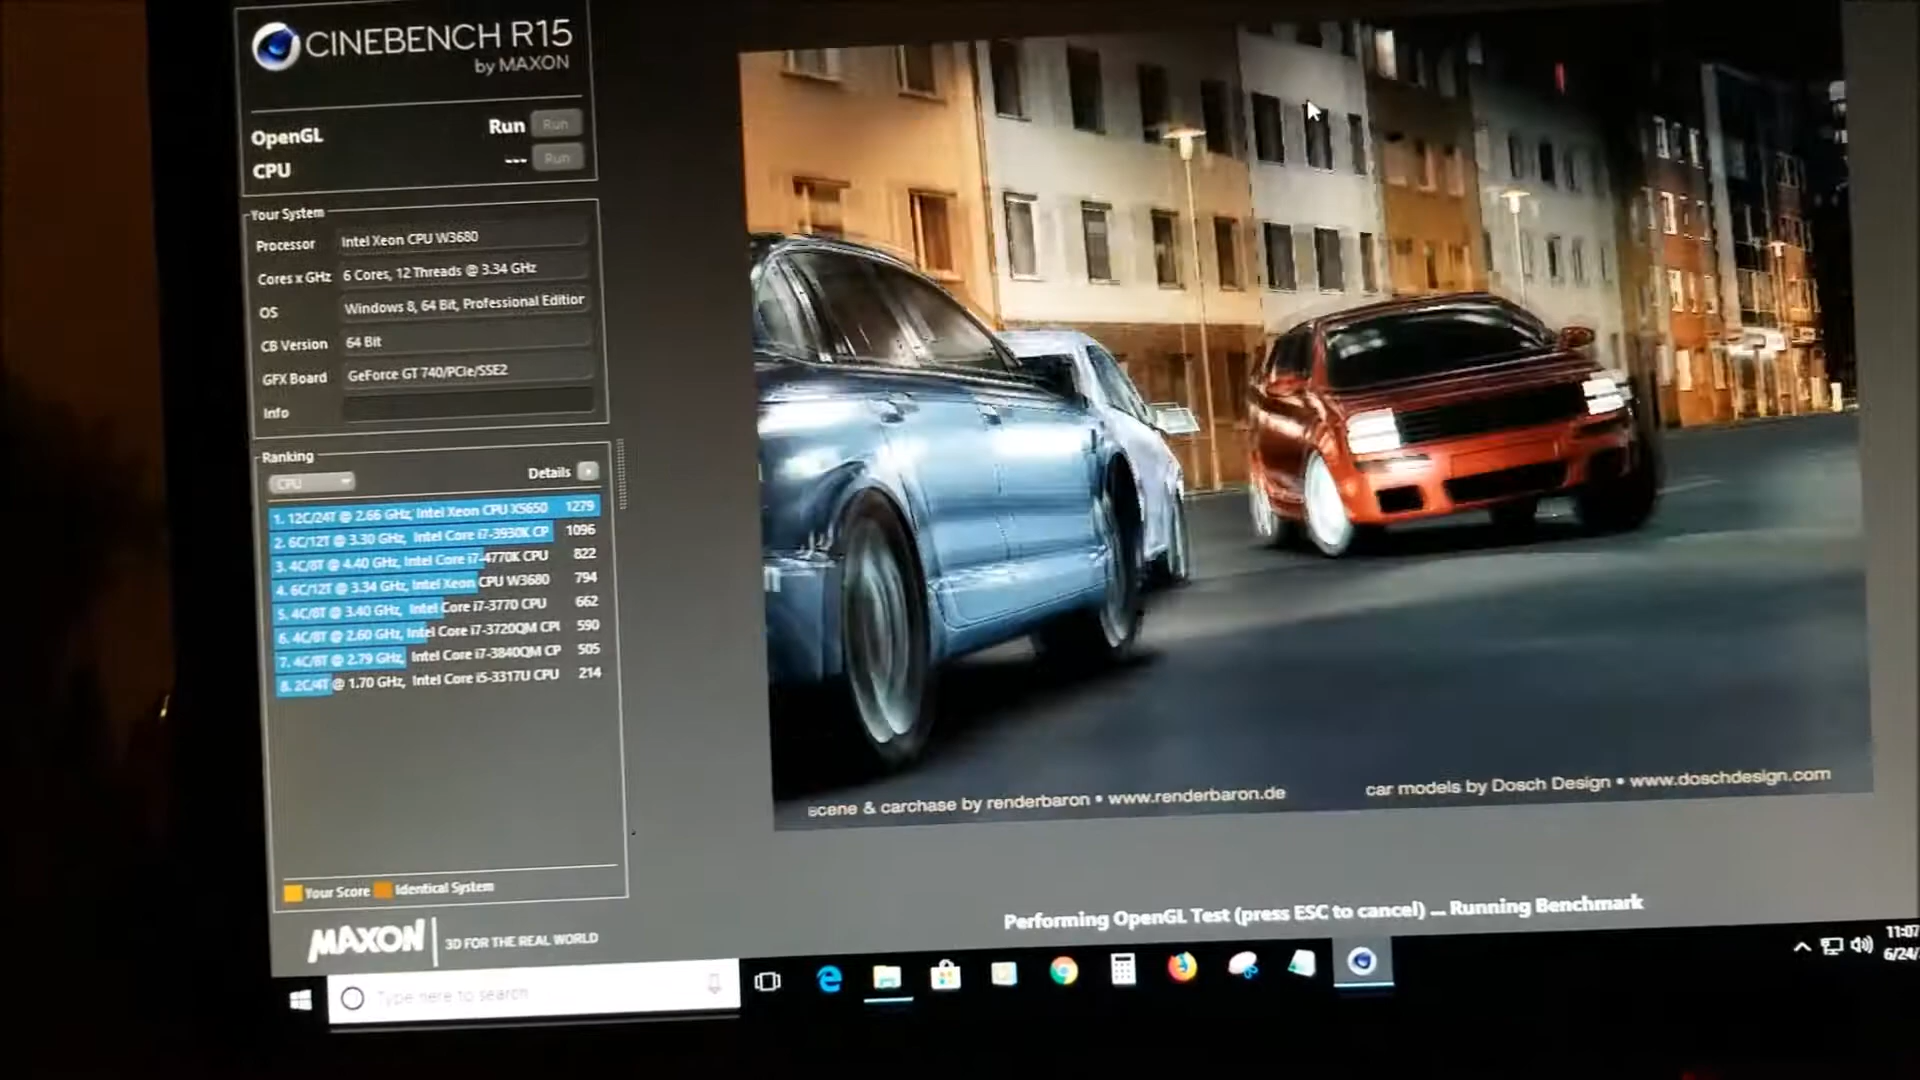 CINEBENCH R15
by MAXON
OpenGL Run Run
CPU --- Run
Your System
Processor Intel Xeon CPU W3680
Cores x GHz 6 Cores, 12 Threads @ 3.34 GHz
OS Windows 8, 64 Bit, Professional Edition
CB Version 64 Bit
GFX Board GeForce GT 740/PCIe/SSE2
Info
Ranking
CPU Details
1. 12C/24T @ 2.66 GHz, Intel Xeon CPU X5650 1279
2. 6C/12T @ 3.30 GHz, Intel Core i7-3930K CP 1096
3. 4C/8T @ 4.40 GHz, Intel Core i7-4770K CPU 822
4. 6C/12T @ 3.34 GHz, Intel Xeon CPU W3680 794
5. 4C/8T @ 3.40 GHz, Intel Core i7-3770 CPU 662
6. 4C/8T @ 2.60 GHz, Intel Core i7-3720QM CPU 590
7. 4C/8T @ 2.79 GHz, Intel Core i7-3840QM CP 505
8. 2C/4T @ 1.70 GHz, Intel Core i5-3317U CPU 214
Your Score Identical System
MAXON 3D FOR THE REAL WORLD
scene & carchase by renderbaron • www.renderbaron.de
car models by Dosch Design • www.doschdesign.com
Performing OpenGL Test (press ESC to cancel) ... Running Benchmark
Type here to search
11:07
6/24/